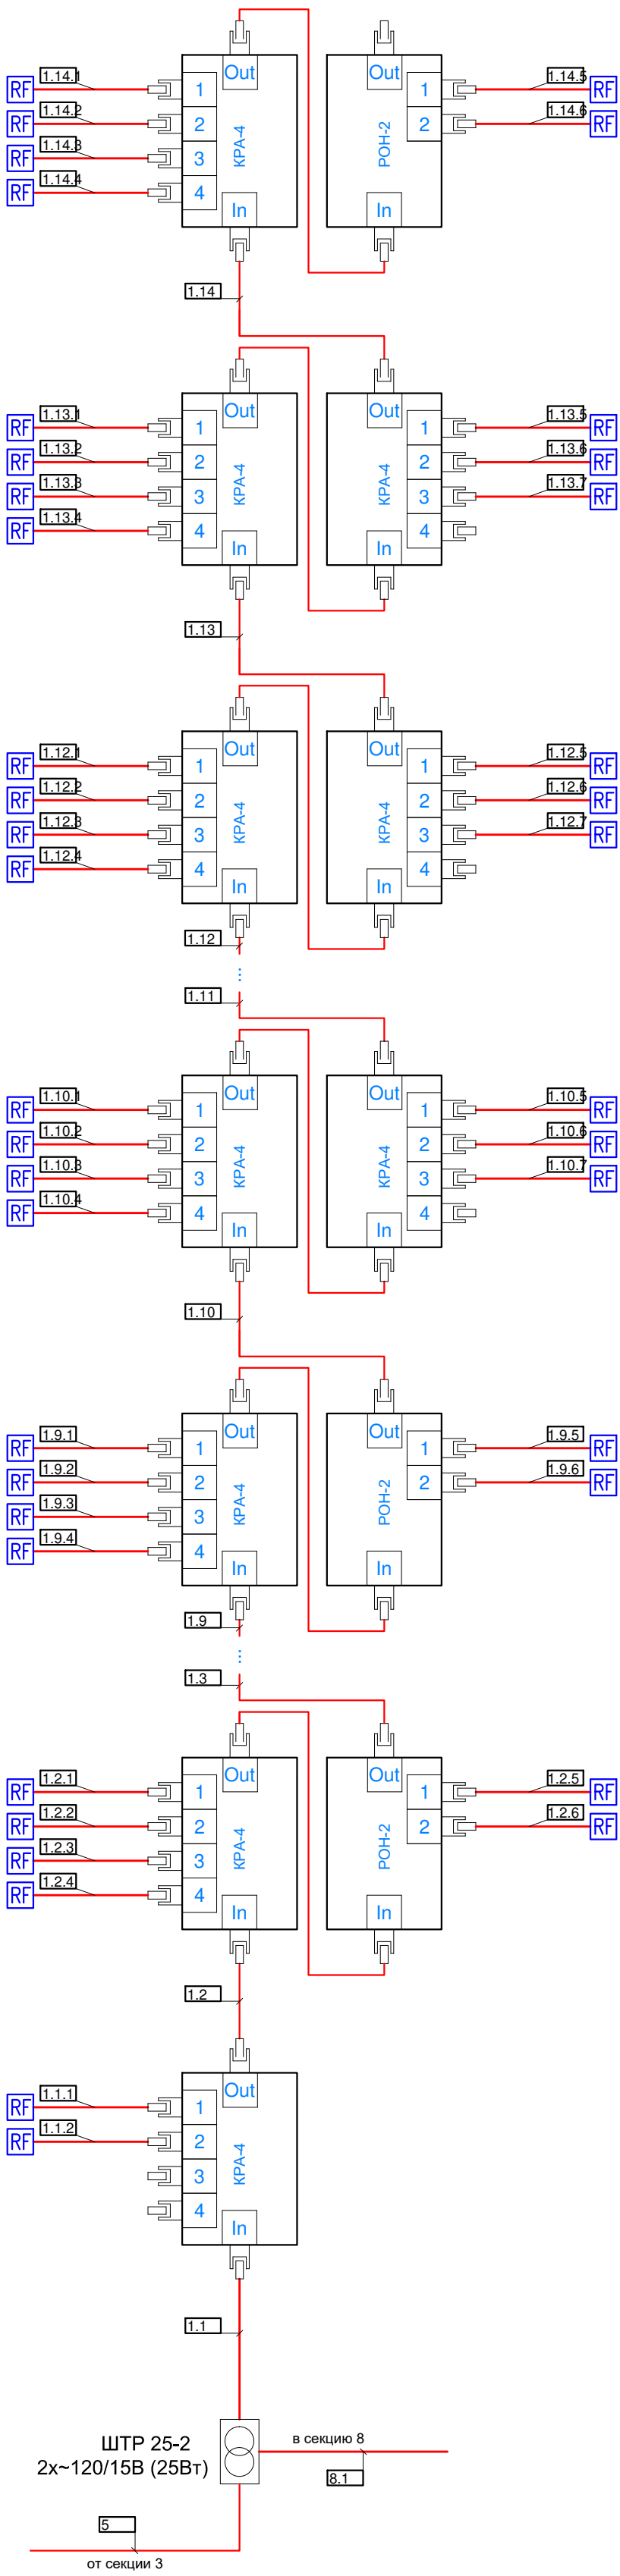 Out Out
RF 1.14.1 1 1 1.14.5 RF
RF 1.14.2 2 2 1.14.6 RF
КРА-4 РОН-2
RF 1.14.3 3
RF 1.14.4 4
In In
1.14
Out Out
RF 1.13.1 1 1 1.13.5 RF
RF 1.13.2 2 2 1.13.6 RF
КРА-4 КРА-4
RF 1.13.3 3 3 1.13.7 RF
RF 1.13.4 4 4
In In
1.13
Out Out
RF 1.12.1 1 1 1.12.5 RF
RF 1.12.2 2 2 1.12.6 RF
КРА-4 КРА-4
RF 1.12.3 3 3 1.12.7 RF
RF 1.12.4 4 4
In In
1.12
...
1.11
Out Out
RF 1.10.1 1 1 1.10.5 RF
RF 1.10.2 2 2 1.10.6 RF
КРА-4 КРА-4
RF 1.10.3 3 3 1.10.7 RF
RF 1.10.4 4 4
In In
1.10
Out Out
RF 1.9.1 1 1 1.9.5 RF
RF 1.9.2 2 2 1.9.6 RF
КРА-4 РОН-2
RF 1.9.3 3
RF 1.9.4 4
In In
1.9
...
1.3
Out Out
RF 1.2.1 1 1 1.2.5 RF
RF 1.2.2 2 2 1.2.6 RF
КРА-4 РОН-2
RF 1.2.3 3
RF 1.2.4 4
In In
1.2
Out
RF 1.1.1 1
RF 1.1.2 2
КРА-4
3
4
In
1.1
ШТР 25-2
2х~120/15В (25Вт)
в секцию 8
8.1
5
от секции 3